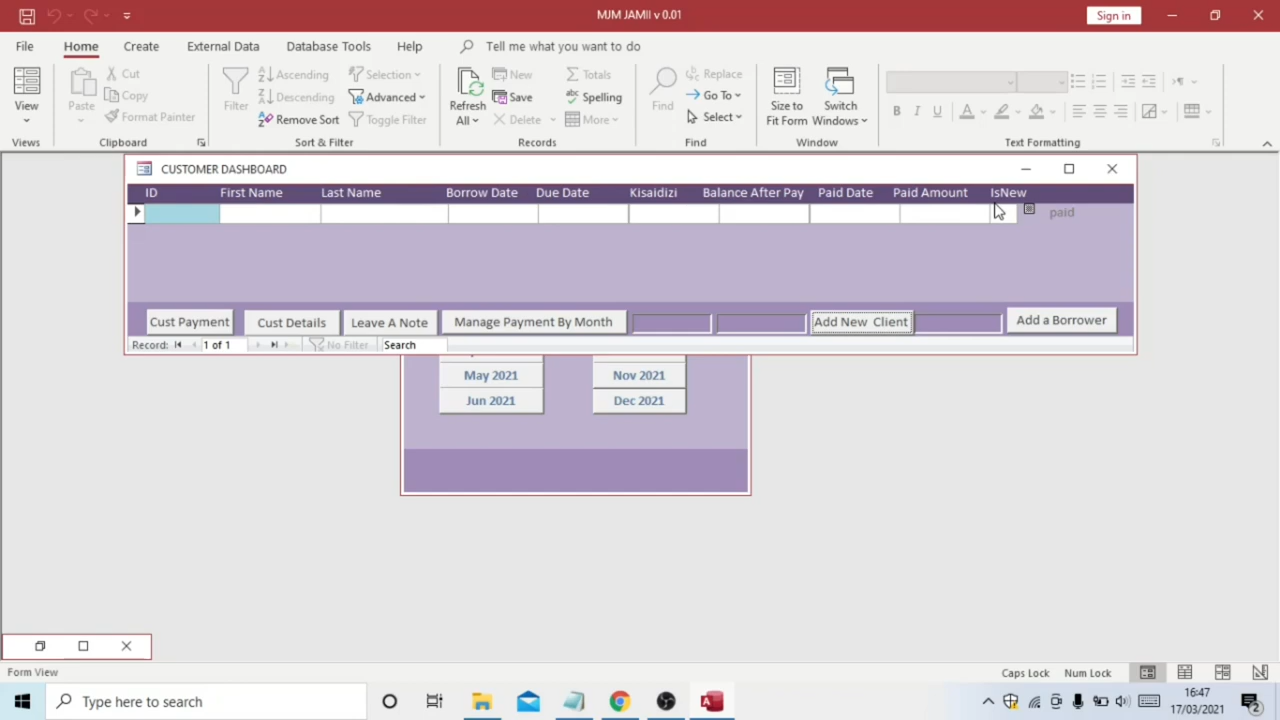 MJM JAMII v 0.01
Sign in
File Home Create External Data Database Tools Help Tell me what you want to do
View
Paste
Cut
Copy
Format Painter
Filter
Ascending
Descending
Remove Sort
Selection
Advanced
Toggle Filter
Refresh All
New
Save
Delete
Totals
Spelling
More
Find
Replace
Go To
Select
Size to Fit Form
Switch Windows
B I U A
Views Clipboard Sort & Filter Records Find Window Text Formatting
CUSTOMER DASHBOARD
ID First Name Last Name Borrow Date Due Date Kisaidizi Balance After Pay Paid Date Paid Amount IsNew
paid
Cust Payment Cust Details Leave A Note Manage Payment By Month Add New Client Add a Borrower
Record: 1 of 1 No Filter Search
May 2021 Nov 2021
Jun 2021 Dec 2021
Form View Caps Lock Num Lock
Type here to search
16:47
17/03/2021
2